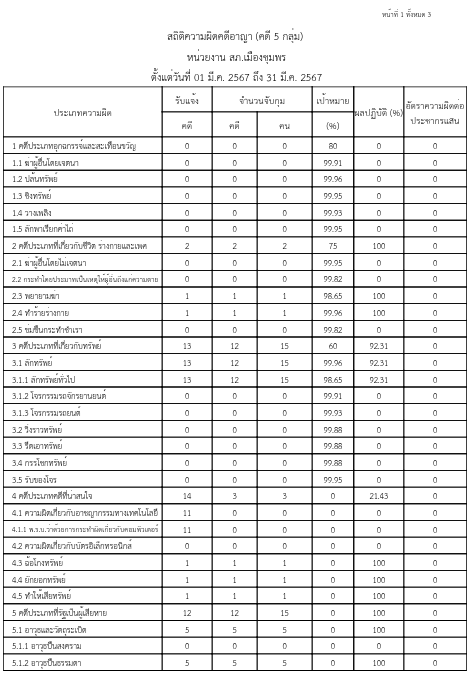 หน้าที่ 1 ทั้งหมด 3
สถิติความผิดคดีอาญา (คดี 5 กลุ่ม)
หน่วยงาน สภ.เมืองชุมพร
ตั้งแต่วันที่ 01 มี.ค. 2567 ถึง 31 มี.ค. 2567
ประเภทความผิด รับแจ้ง จำนวนจับกุม เป้าหมาย ผลปฏิบัติ (%) อัตราความผิดต่อ
ประชากรแสน
คดี คดี คน (%)
1 คดีประเภทอุกฉกรรจ์และสะเทือนขวัญ 0 0 0 80 0 0
1.1 ฆ่าผู้อื่นโดยเจตนา 0 0 0 99.91 0 0
1.2 ปล้นทรัพย์ 0 0 0 99.96 0 0
1.3 ชิงทรัพย์ 0 0 0 99.95 0 0
1.4 วางเพลิง 0 0 0 99.93 0 0
1.5 ลักพาเรียกค่าไถ่ 0 0 0 99.95 0 0
2 คดีประเภทที่เกี่ยวกับชีวิต ร่างกายและเพศ 2 2 2 75 100 0
2.1 ฆ่าผู้อื่นโดยไม่เจตนา 0 0 0 99.95 0 0
2.2 กระทำโดยประมาทเป็นเหตุให้ผู้อื่นถึงแก่ความตาย 0 0 0 99.82 0 0
2.3 พยายามฆ่า 1 1 1 98.65 100 0
2.4 ทำร้ายร่างกาย 1 1 1 99.96 100 0
2.5 ข่มขืนกระทำชำเรา 0 0 0 99.82 0 0
3 คดีประเภทที่เกี่ยวกับทรัพย์ 13 12 15 60 92.31 0
3.1 ลักทรัพย์ 13 12 15 99.96 92.31 0
3.1.1 ลักทรัพย์ทั่วไป 13 12 15 98.65 92.31 0
3.1.2 โจรกรรมรถจักรยานยนต์ 0 0 0 99.91 0 0
3.1.3 โจรกรรมรถยนต์ 0 0 0 99.93 0 0
3.2 วิ่งราวทรัพย์ 0 0 0 99.88 0 0
3.3 รีดเอาทรัพย์ 0 0 0 99.88 0 0
3.4 กรรโชกทรัพย์ 0 0 0 99.88 0 0
3.5 รับของโจร 0 0 0 99.95 0 0
4 คดีประเภทคดีที่น่าสนใจ 14 3 3 0 21.43 0
4.1 ความผิดเกี่ยวกับอาชญากรรมทางเทคโนโลยี 11 0 0 0 0 0
4.1.1 พ.ร.บ.ว่าด้วยการกระทำผิดเกี่ยวกับคอมพิวเตอร์ 11 0 0 0 0 0
4.2 ความผิดเกี่ยวกับบัตรอิเล็กทรอนิกส์ 0 0 0 0 0 0
4.3 ฉ้อโกงทรัพย์ 1 1 1 0 100 0
4.4 ยักยอกทรัพย์ 1 1 1 0 100 0
4.5 ทำให้เสียทรัพย์ 1 1 1 0 100 0
5 คดีประเภทที่รัฐเป็นผู้เสียหาย 12 12 15 0 100 0
5.1 อาวุธและวัตถุระเบิด 5 5 5 0 100 0
5.1.1 อาวุธปืนสงคราม 0 0 0 0 0 0
5.1.2 อาวุธปืนธรรมดา 5 5 5 0 100 0